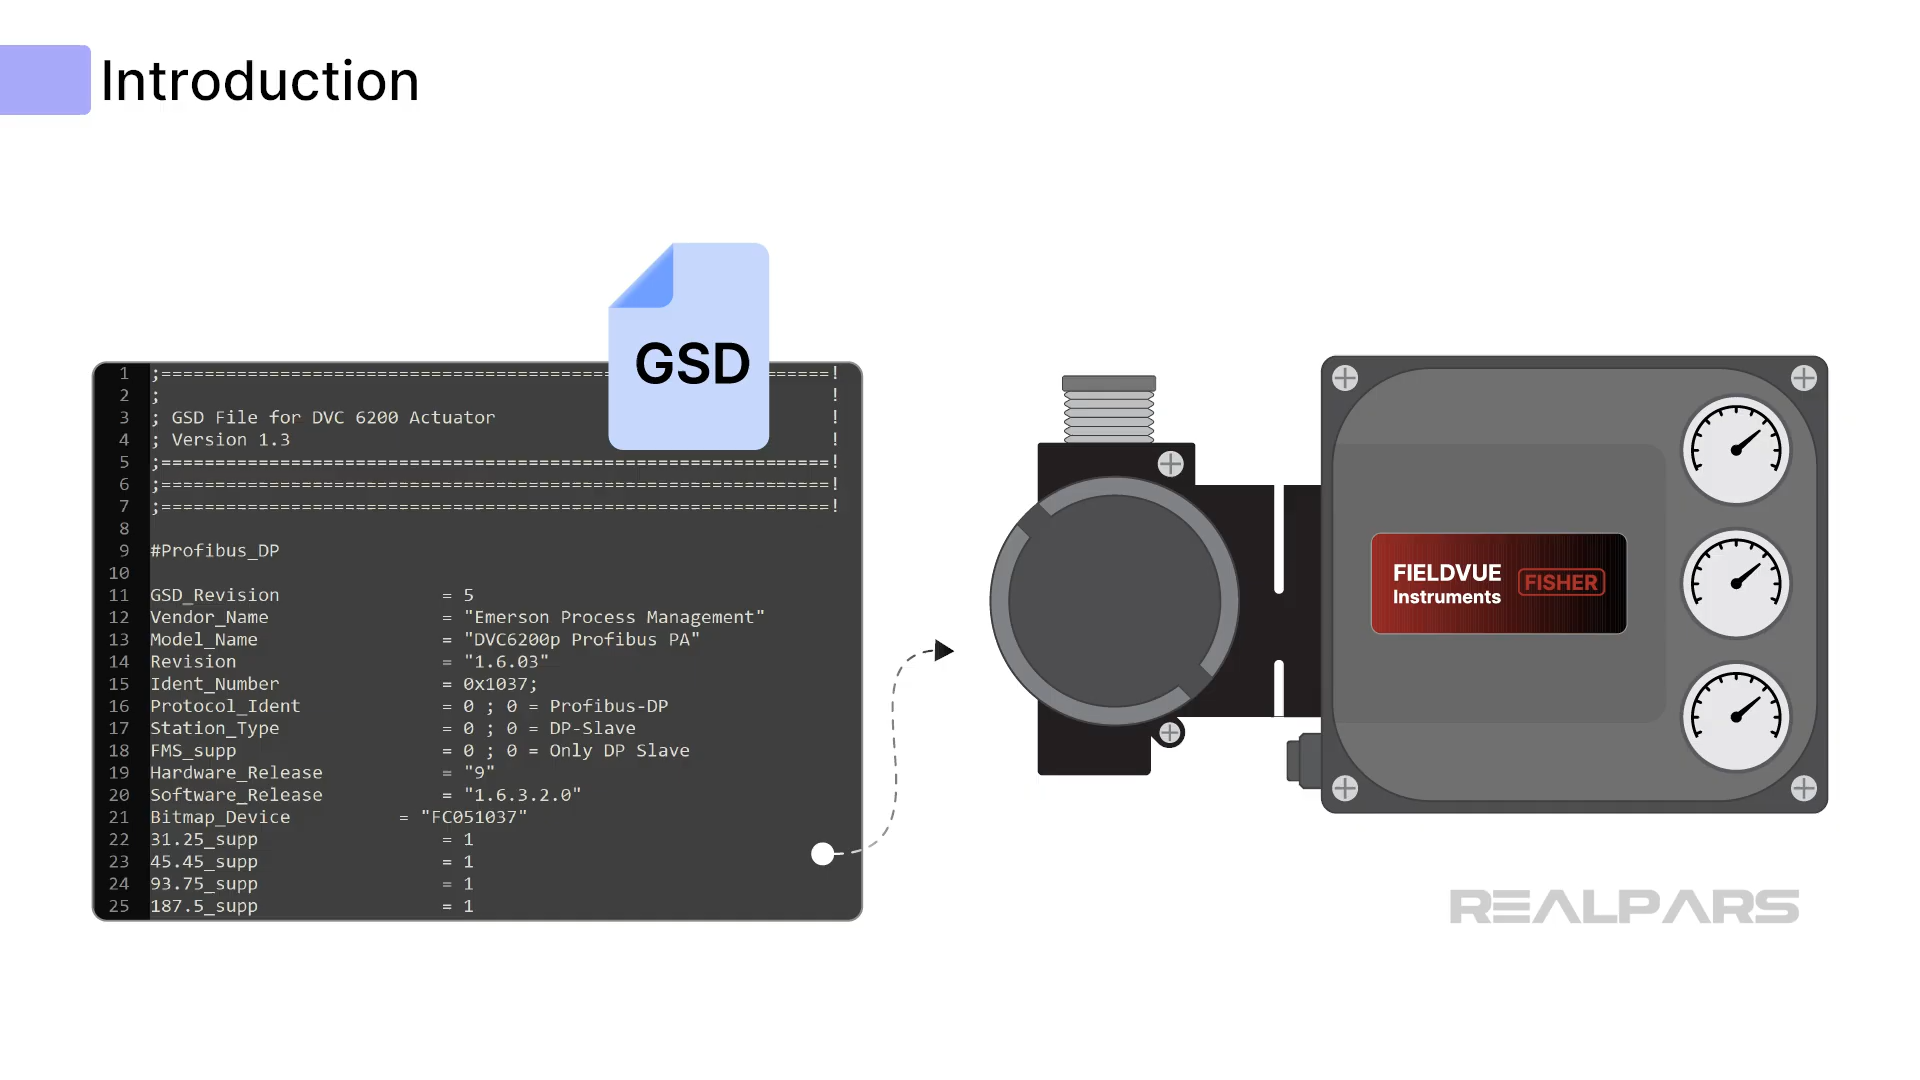 Introduction
GSD
1 ;==============================================================!
2 ; !
3 ; GSD File for DVC 6200 Actuator !
4 ; Version 1.3 !
5 ;==============================================================!
6 ;==============================================================!
7 ;==============================================================!
8
9 #Profibus_DP
10
11 GSD_Revision = 5
12 Vendor_Name = "Emerson Process Management"
13 Model_Name = "DVC6200p Profibus PA"
14 Revision = "1.6.03"
15 Ident_Number = 0x1037;
16 Protocol_Ident = 0 ; 0 = Profibus-DP
17 Station_Type = 0 ; 0 = DP-Slave
18 FMS_supp = 0 ; 0 = Only DP Slave
19 Hardware_Release = "9"
20 Software_Release = "1.6.3.2.0"
21 Bitmap_Device = "FC051037"
22 31.25_supp = 1
23 45.45_supp = 1
24 93.75_supp = 1
25 187.5_supp = 1
FIELDVUE
Instruments
FISHER
REALPARS